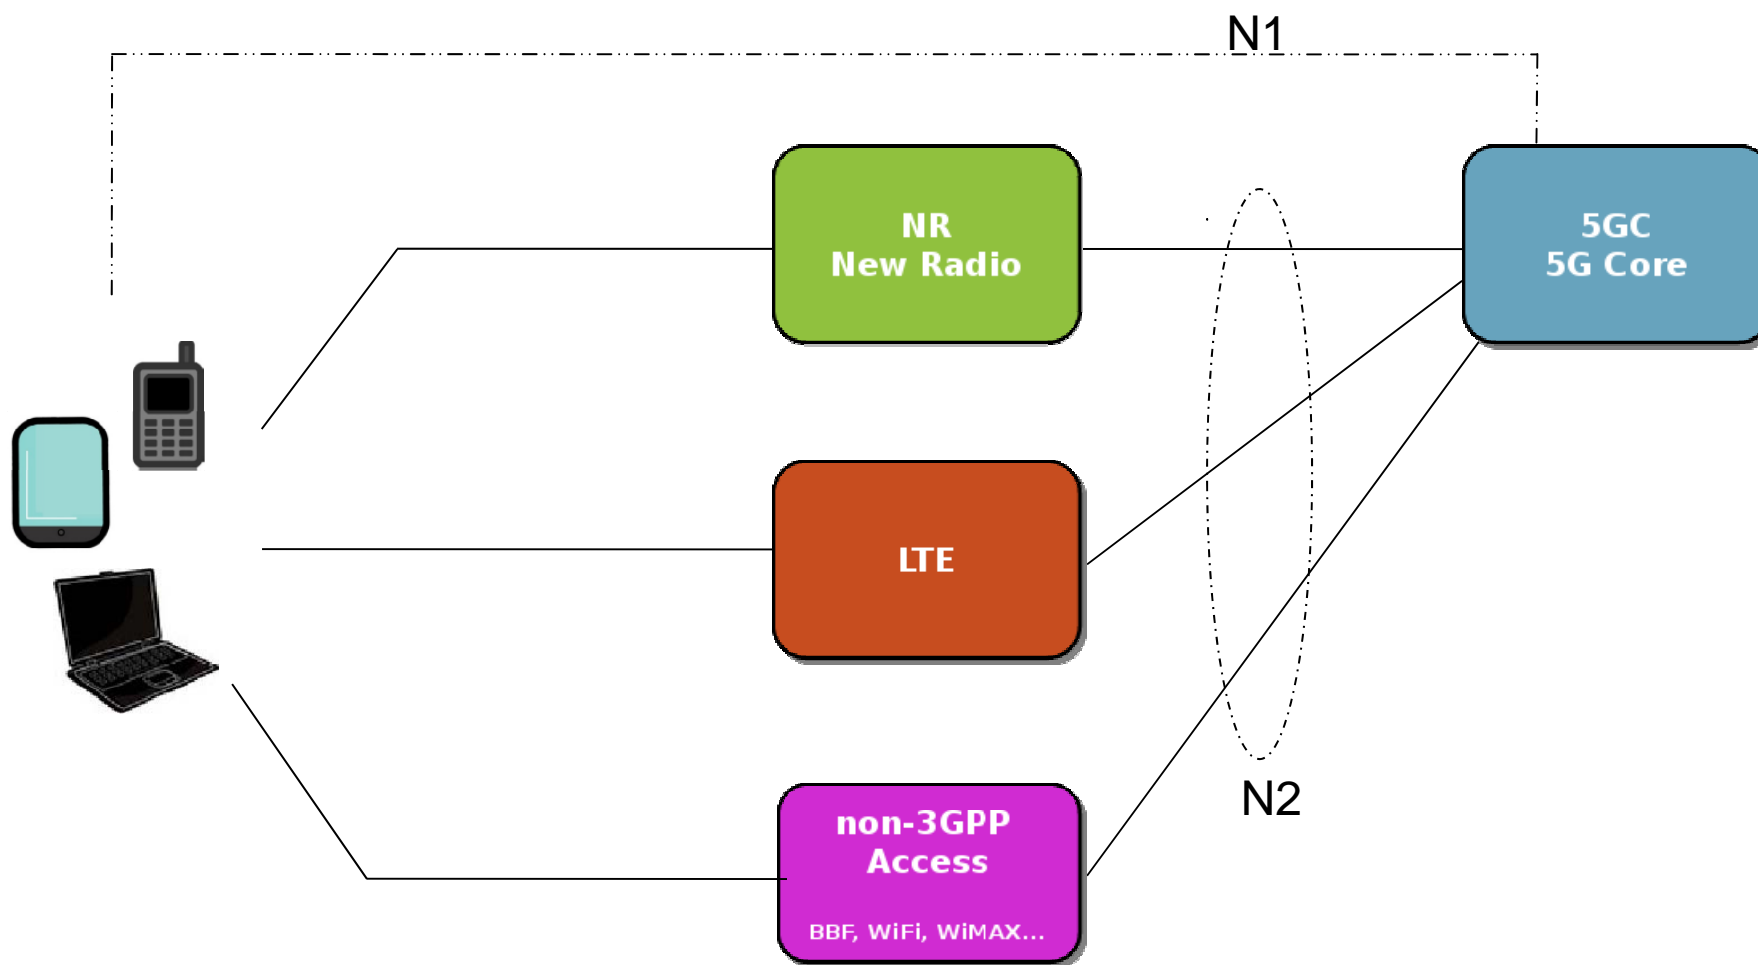 N1
NR
New Radio
5GC
5G Core
LTE
N2
non-3GPP
Access
BBF, WiFi, WiMAX...